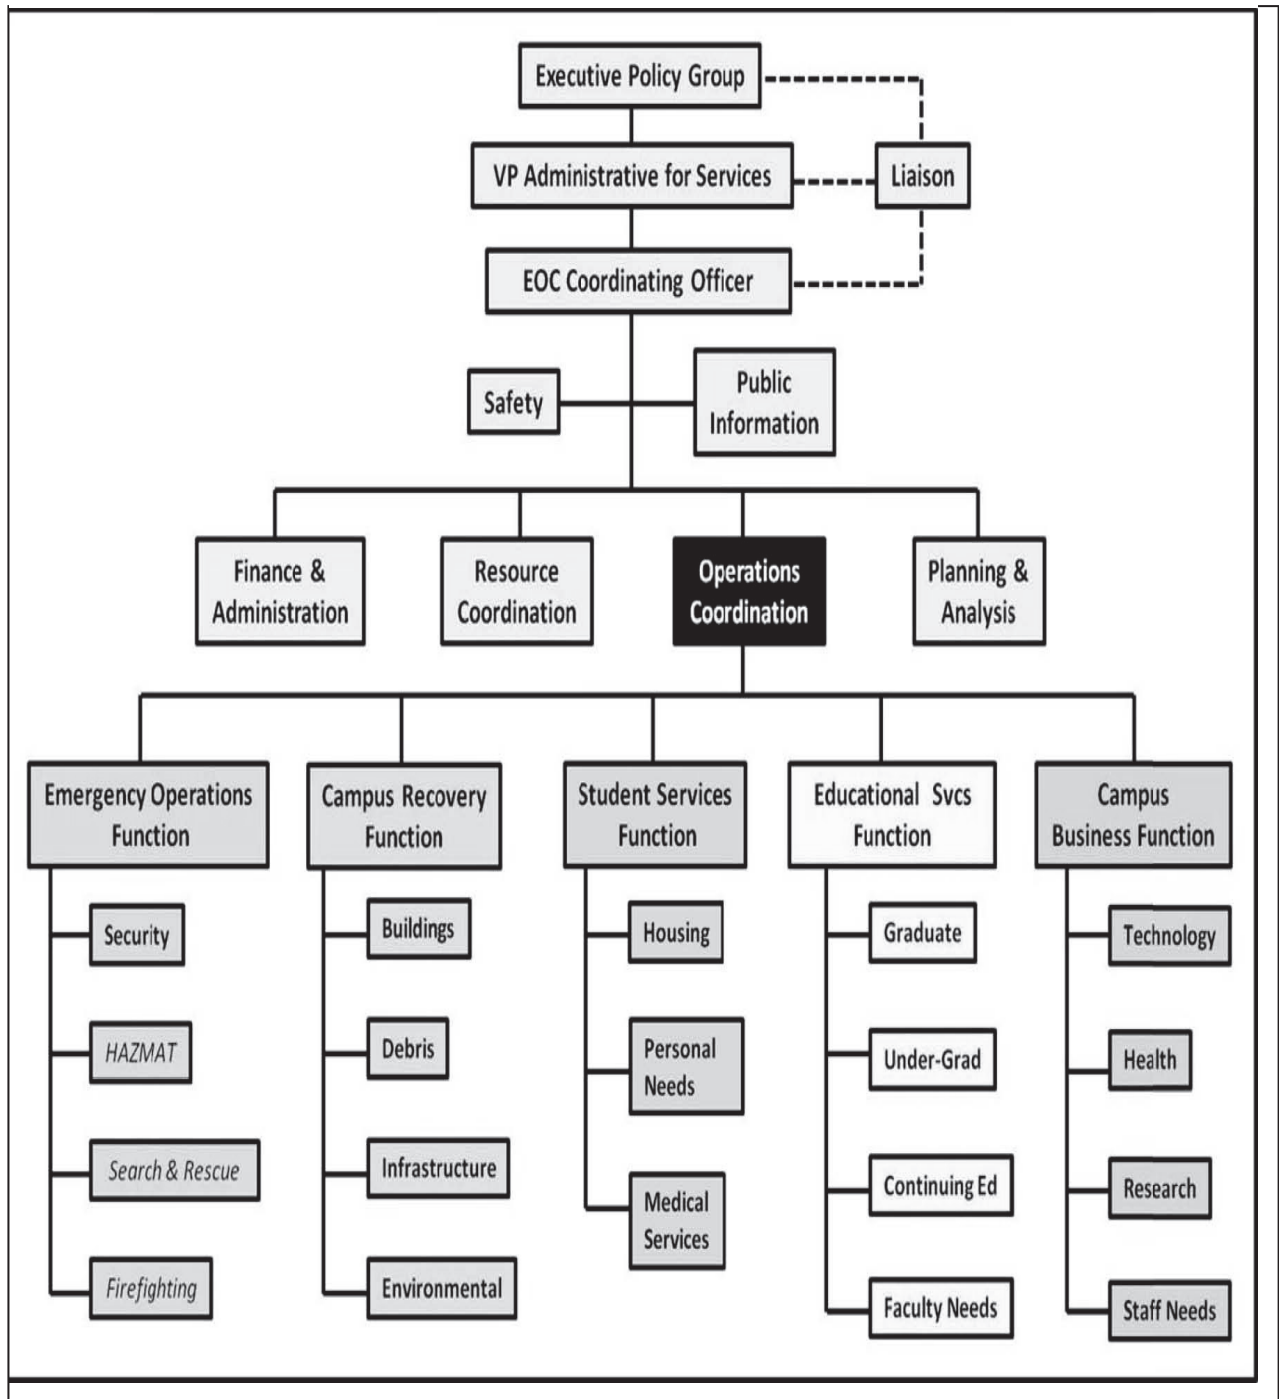 Executive Policy Group
VP Administrative for Services
Liaison
EOC Coordinating Officer
Safety
Public
Information
Finance &
Administration
Resource
Coordination
Operations
Coordination
Planning &
Analysis
Emergency Operations
Function
Security
HAZMAT
Search & Rescue
Firefighting
Campus Recovery
Function
Buildings
Debris
Infrastructure
Environmental
Student Services
Function
Housing
Personal
Needs
Medical
Services
Educational Svcs
Function
Graduate
Under-Grad
Continuing Ed
Faculty Needs
Campus
Business Function
Technology
Health
Research
Staff Needs